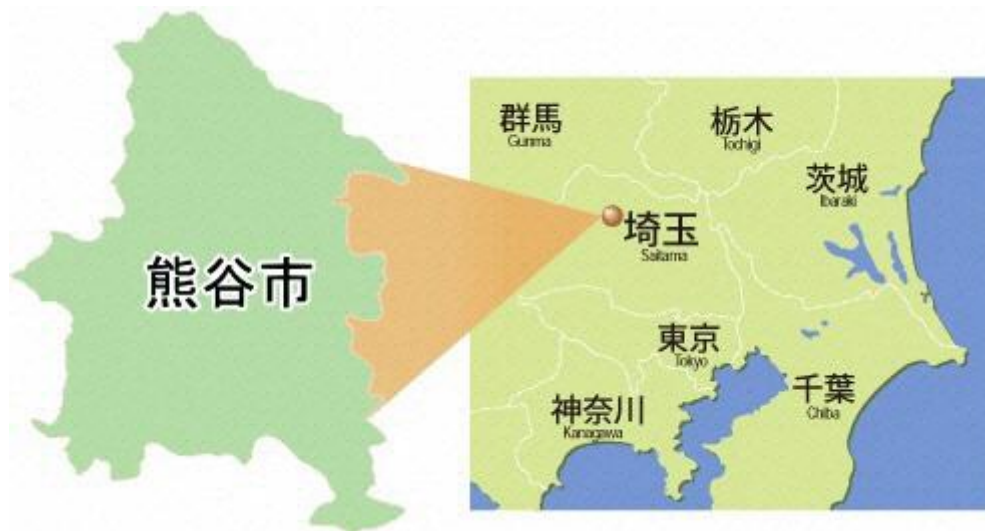 熊谷市
群馬
Gunma
栃木
Tochigi
茨城
Ibaraki
埼玉
Saitama
東京
Tokyo
千葉
Chiba
神奈川
Kanagawa